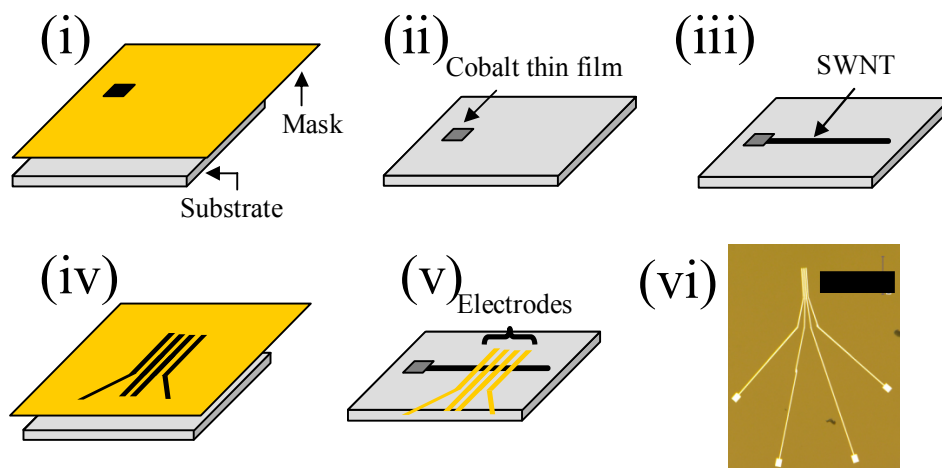 (i)
(ii)
(iii)
Cobalt thin film
SWNT
Mask
Substrate
(iv)
(v)
(vi)
Electrodes